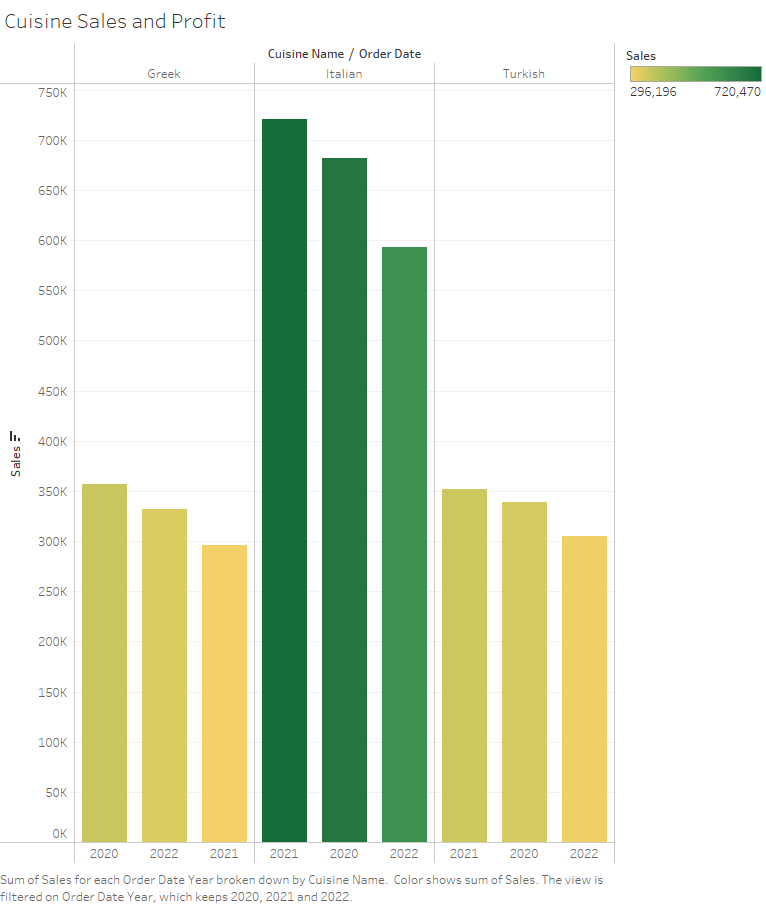 Cuisine Sales and Profit
Cuisine Name / Order Date
Greek Italian Turkish
Sales
296,196 720,470
750K
700K
650K
600K
550K
500K
450K
400K
350K
300K
250K
200K
150K
100K
50K
0K
Sales
2020 2022 2021 2021 2020 2022 2021 2020 2022
Sum of Sales for each Order Date Year broken down by Cuisine Name.  Color shows sum of Sales. The view is
filtered on Order Date Year, which keeps 2020, 2021 and 2022.